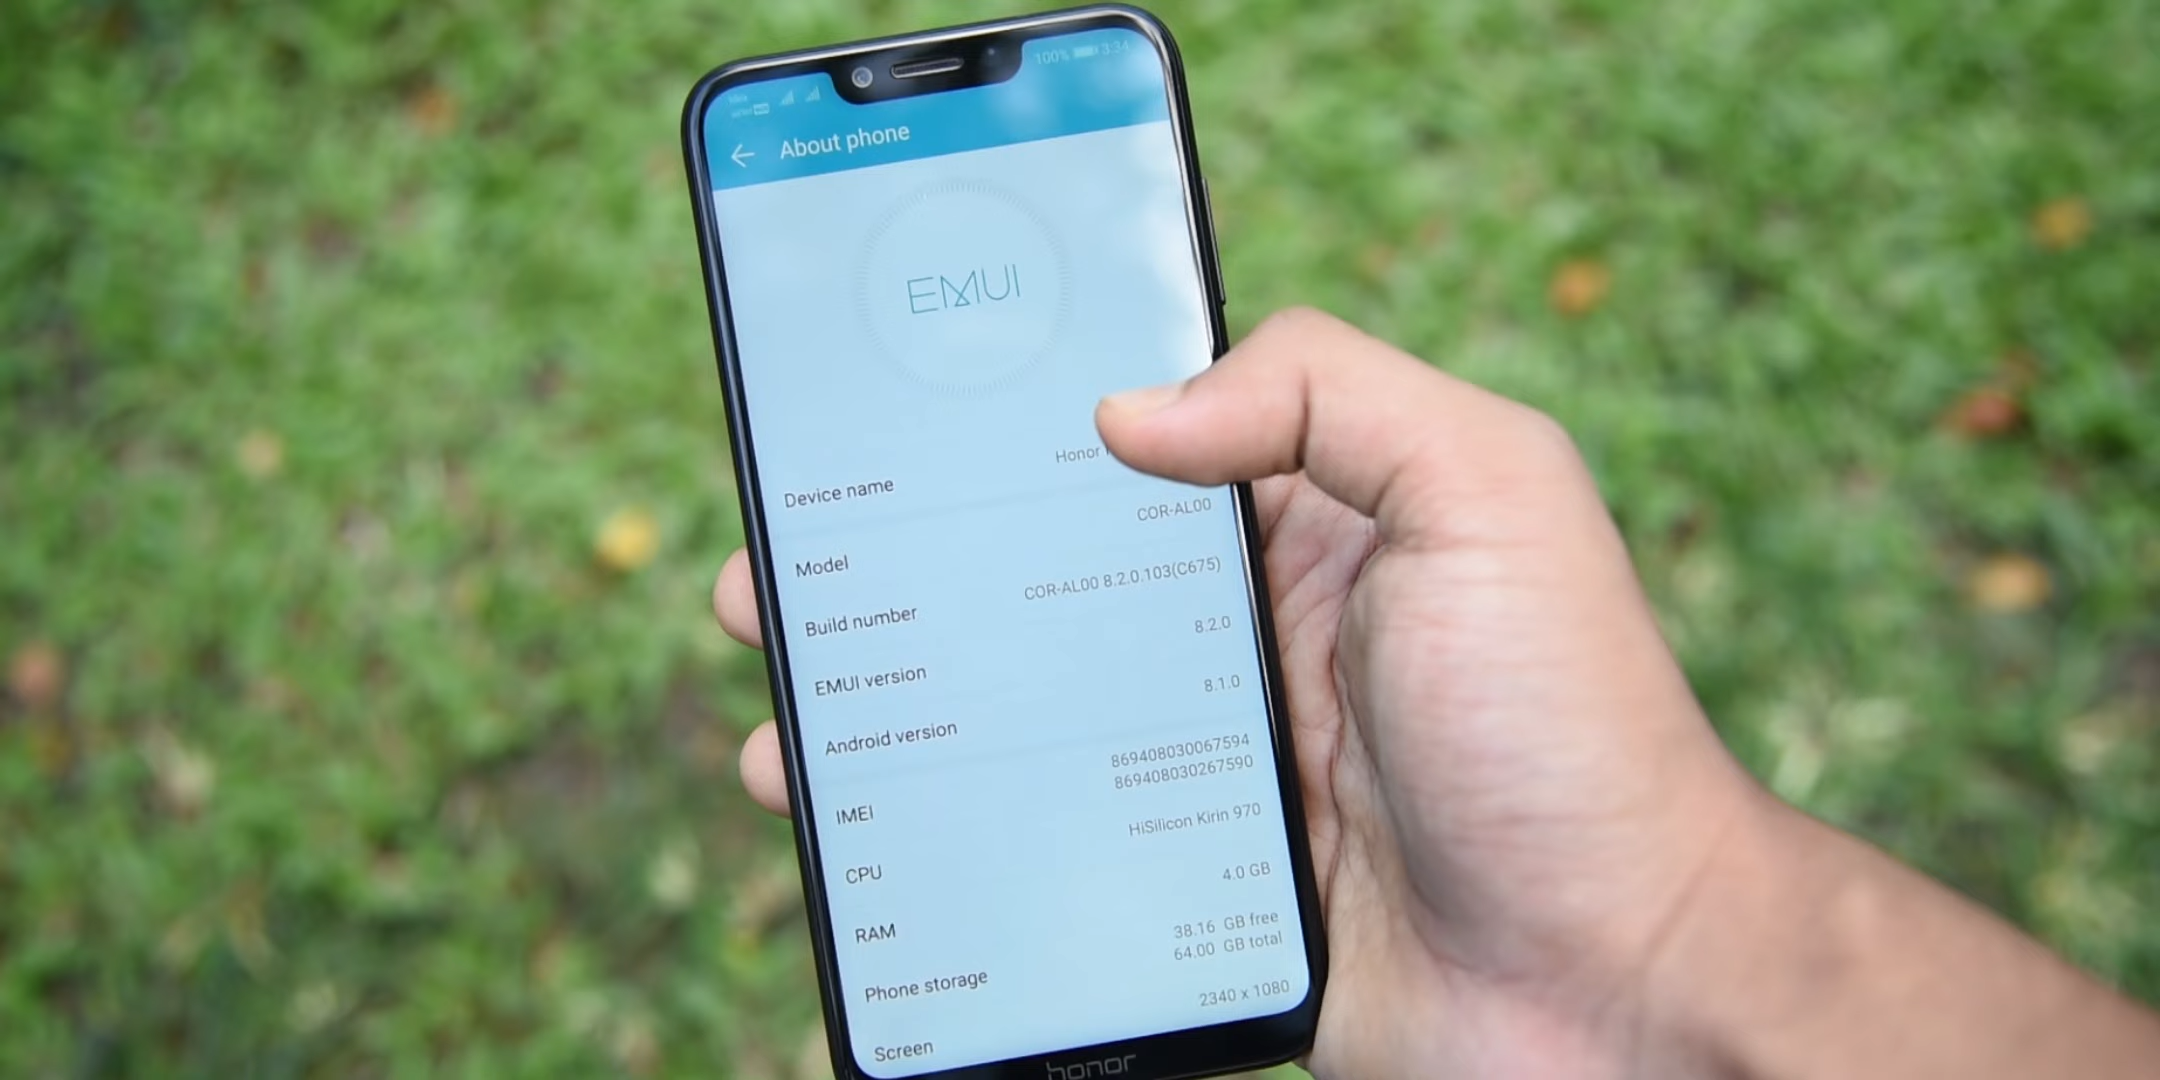 100% 3:34
About phone
EMUI
Device name Honor
Model COR-AL00
Build number COR-AL00 8.2.0.103(C675)
EMUI version 8.2.0
Android version 8.1.0
IMEI 869408030067594
869408030267590
CPU HiSilicon Kirin 970
RAM 4.0 GB
Phone storage 38.16 GB free
64.00 GB total
Screen 2340 x 1080
honor